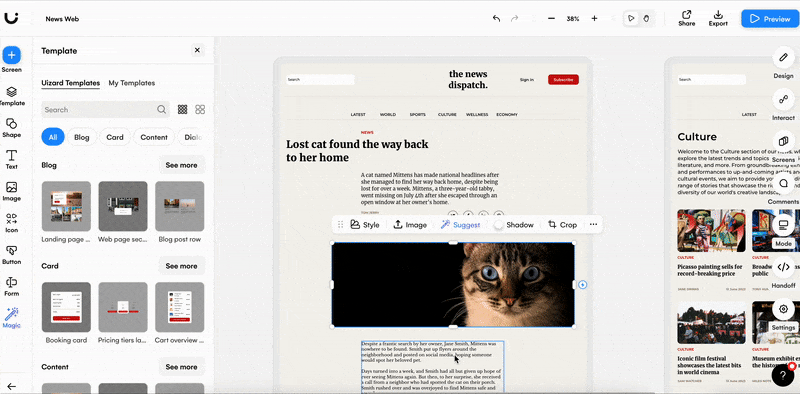 News Web
38%
Share
Export
Preview
Screen
Template
Shape
Text
Image
Icon
Button
Form
Magic
Template
Uizard Templates
My Templates
Search
All
Blog
Card
Content
Blog
See more
Landing page ...
Web page sec...
Blog post row
Card
See more
Booking card
Pricing tiers la...
Cart overview ...
Content
See more
Search
the news
dispatch.
Sign in
Subscribe
LATEST
WORLD
SPORTS
CULTURE
WELLNESS
ECONOMY
NEWS
Lost cat found the way back
to her home
A cat named Mittens has made national headlines after
she managed to find her way back home, despite being
lost for over a week. Mittens, a three-year-old tabby,
went missing on July 4th after she escaped through an
open window at her owner's home.
Style
Image
Suggest
Shadow
Crop
Despite a frantic search by her owner, Jane Smith, Mittens was
nowhere to be found. Smith put up flyers around the
neighborhood and posted on social media, hoping someone
would spot her beloved pet.
Days turned into a week, and Smith had all but given up hope of
ever seeing Mittens again. But then, to her surprise, she received
a call from a neighbor who had spotted the cat on their porch.
Smith rushed over and was overjoyed to find Mittens safe and
Search
LATEST
Culture
Welcome to the Culture section of our news, w
explore the latest trends and topics
literature, and more. From groundbreaking
and performances to up-and-coming artists an
cultural events, we aim to provide you
range of stories that showcase the ri
diversity of our world's creative landsc
CULTURE
Picasso painting sells for
record-breaking price
CULTURE
Broadw
public
CULTURE
Iconic film festival
showcases the latest bits
in world cinema
CULTURE
Museum exhibit ex
the history of
Design
Interact
Screens
Comments
Mode
Handoff
Settings
?